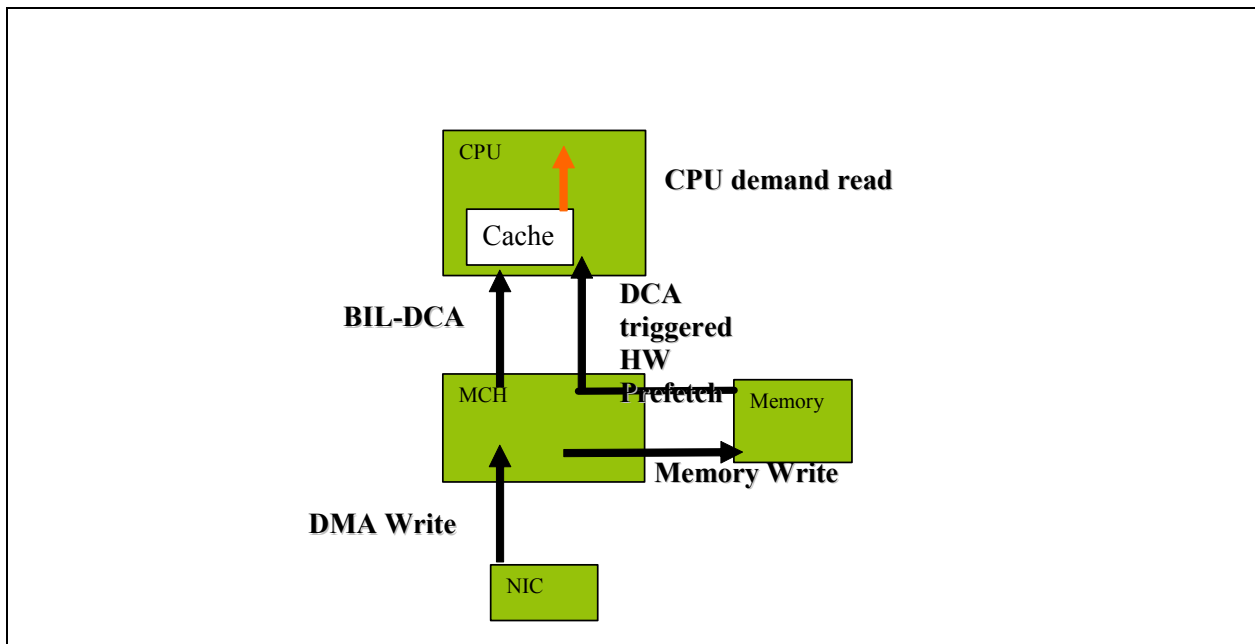 CPU
CPU demand read
Cache
BIL-DCA
DCA
triggered
HW
Prefetch
MCH
Memory
Memory Write
DMA Write
NIC